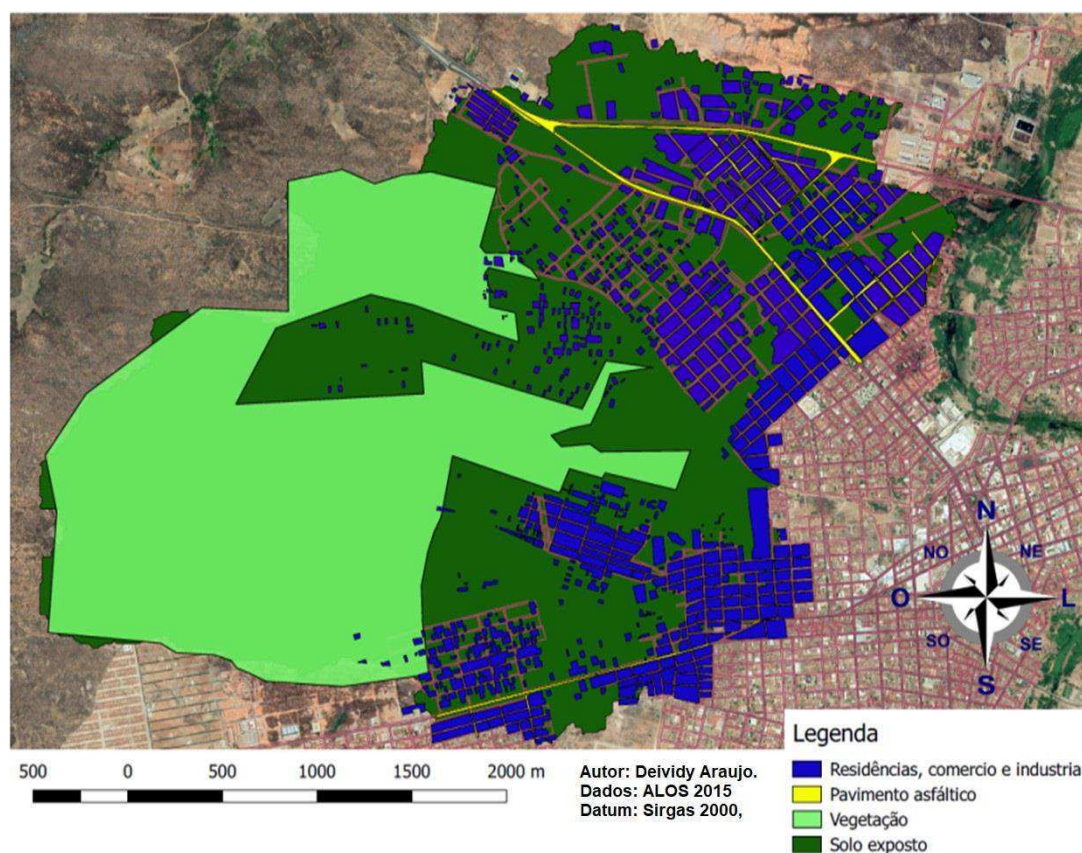 N
NO NE
O L
SO SE
S
500 0 500 1000 1500 2000 m
Autor: Deividy Araujo.
Dados: ALOS 2015
Datum: Sirgas 2000,
Legenda
Residências, comercio e industria
Pavimento asfáltico
Vegetação
Solo exposto